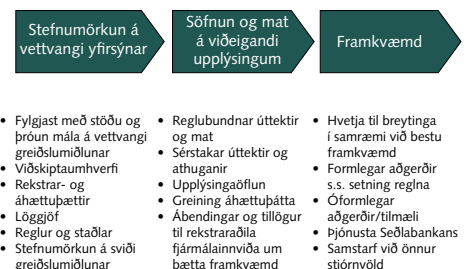 Stefnumörkun á
vettvangi yfirsýnar
Söfnun og mat
á viðeigandi
upplýsingum
Framkvæmd
• Fylgjast með stöðu og
þróun mála á vettvangi
greiðslumiðlunar
• Viðskiptaumhverfi
• Rekstrar- og
áhættuþættir
• Löggjöf
• Reglur og staðlar
• Stefnumörkun á sviði
greiðslumiðlunar
• Reglubundnar úttektir
og mat
• Sérstakar úttektir og
athuganir
• Upplýsingaöflun
• Greining áhættuþátta
• Ábendingar og tillögur
til rekstraraðila
fjármálainnviða um
bætta framkvæmd
• Hvetja til breytinga
í samræmi við bestu
framkvæmd
• Formlegar aðgerðir
s.s. setning reglna
• Óformlegar
aðgerðir/tilmæli
• Þjónusta Seðlabankans
• Samstarf við önnur
stjórnvöld